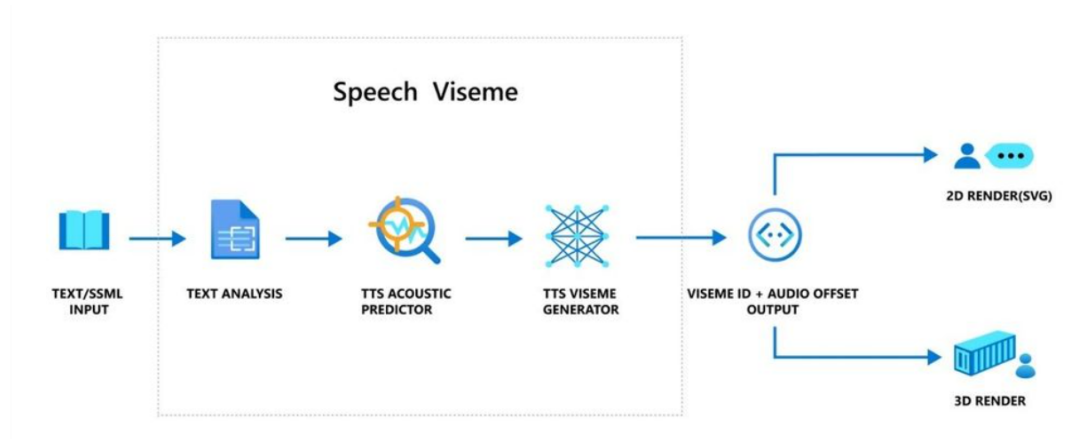 Speech Viseme
TEXT/SSML
INPUT
TEXT ANALYSIS
TTS ACOUSTIC
PREDICTOR
TTS VISEME
GENERATOR
VISEME ID + AUDIO OFFSET
OUTPUT
2D RENDER(SVG)
3D RENDER